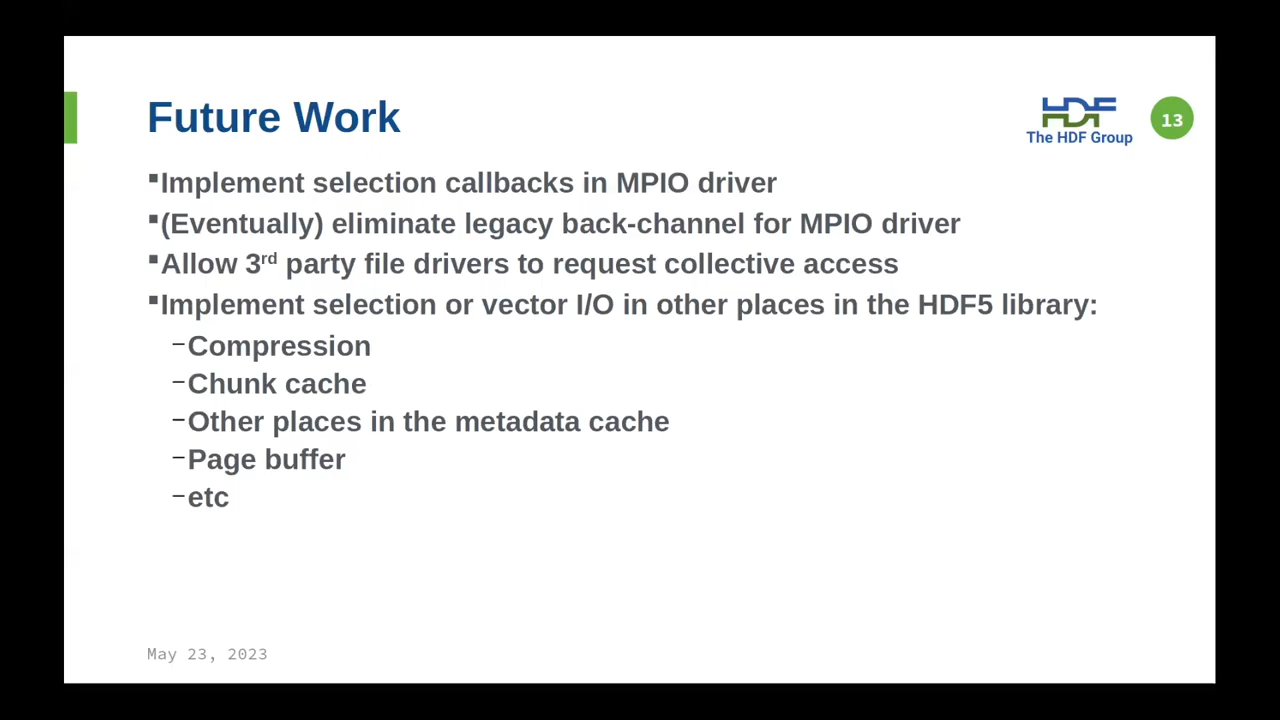 Future Work
HDF
The HDF Group
13
▪Implement selection callbacks in MPIO driver
▪(Eventually) eliminate legacy back-channel for MPIO driver
▪Allow 3rd party file drivers to request collective access
▪Implement selection or vector I/O in other places in the HDF5 library:
–Compression
–Chunk cache
–Other places in the metadata cache
–Page buffer
–etc
May 23, 2023